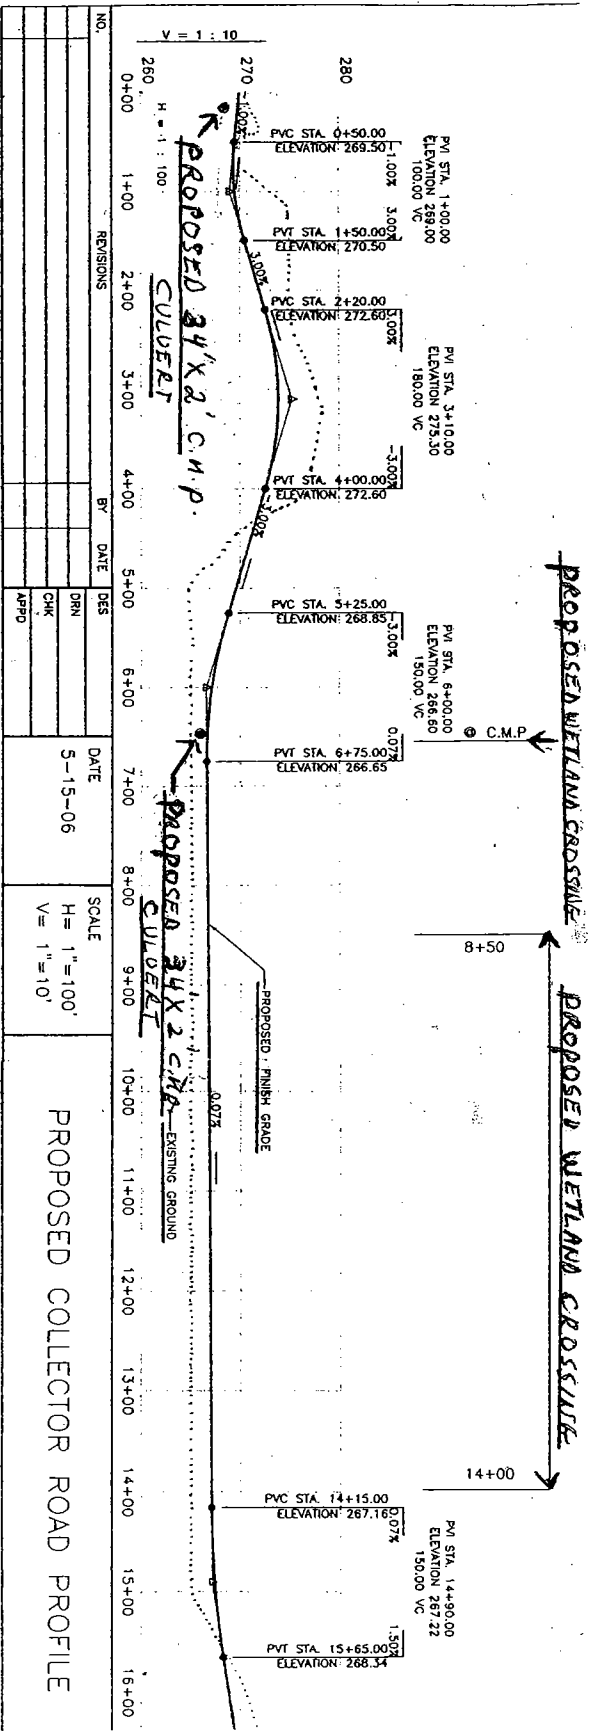 PROPOSED WETLAND CROSSING
PROPOSED WETLAND CROSSING
@ C.M.P
8+50
14+00
PVI STA. 1+00.00
ELEVATION 269.00
100.00 VC
PVI STA. 3+10.00
ELEVATION 275.30
180.00 VC
PVI STA. 6+00.00
ELEVATION 266.60
150.00 VC
PVI STA. 14+90.00
ELEVATION 267.22
150.00 VC
1.00%
3.00%
3.00%
-3.00%
-3.00%
0.07%
0.07%
1.50%
PVC STA. 0+50.00
ELEVATION 269.50
PVT STA. 1+50.00
ELEVATION 270.50
PVC STA. 2+20.00
ELEVATION 272.60
PVT STA. 4+00.00
ELEVATION 272.60
PVC STA. 5+25.00
ELEVATION 268.85
PVT STA. 6+75.00
ELEVATION 266.65
PVC STA. 14+15.00
ELEVATION 267.16
PVT STA. 15+65.00
ELEVATION 268.34
280
270
260
V = 1 : 10
H = 1 : 100
-1.00%
3.00%
-3.00%
0.07%
PROPOSED FINISH GRADE
EXISTING GROUND
PROPOSED 34'X2' C.M.P.
CULVERT
PROPOSED 34'X2 C.M.P.
CULVERT
0+00 1+00 2+00 3+00 4+00 5+00 6+00 7+00 8+00 9+00 10+00 11+00 12+00 13+00 14+00 15+00 16+00
NO. REVISIONS BY DATE
DES
DRN
CHK
APPD
DATE
5-15-06
SCALE
H= 1"=100'
V= 1"=10'
PROPOSED COLLECTOR ROAD PROFILE